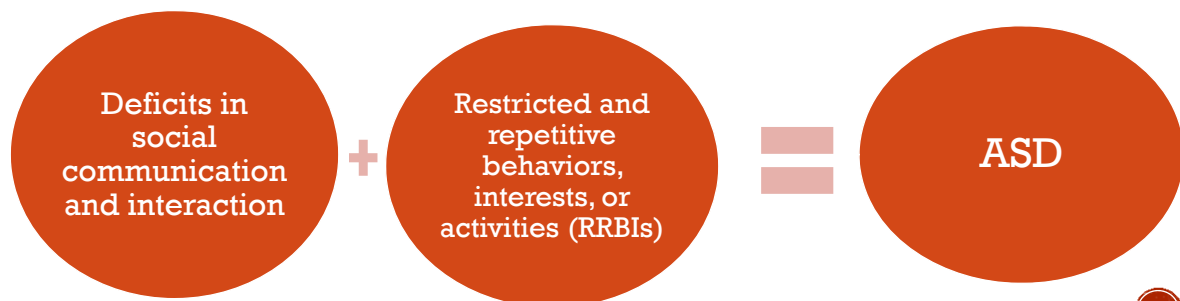 Deficits in
social
communication
and interaction
+
Restricted and
repetitive
behaviors,
interests, or
activities (RRBIs)
=
ASD